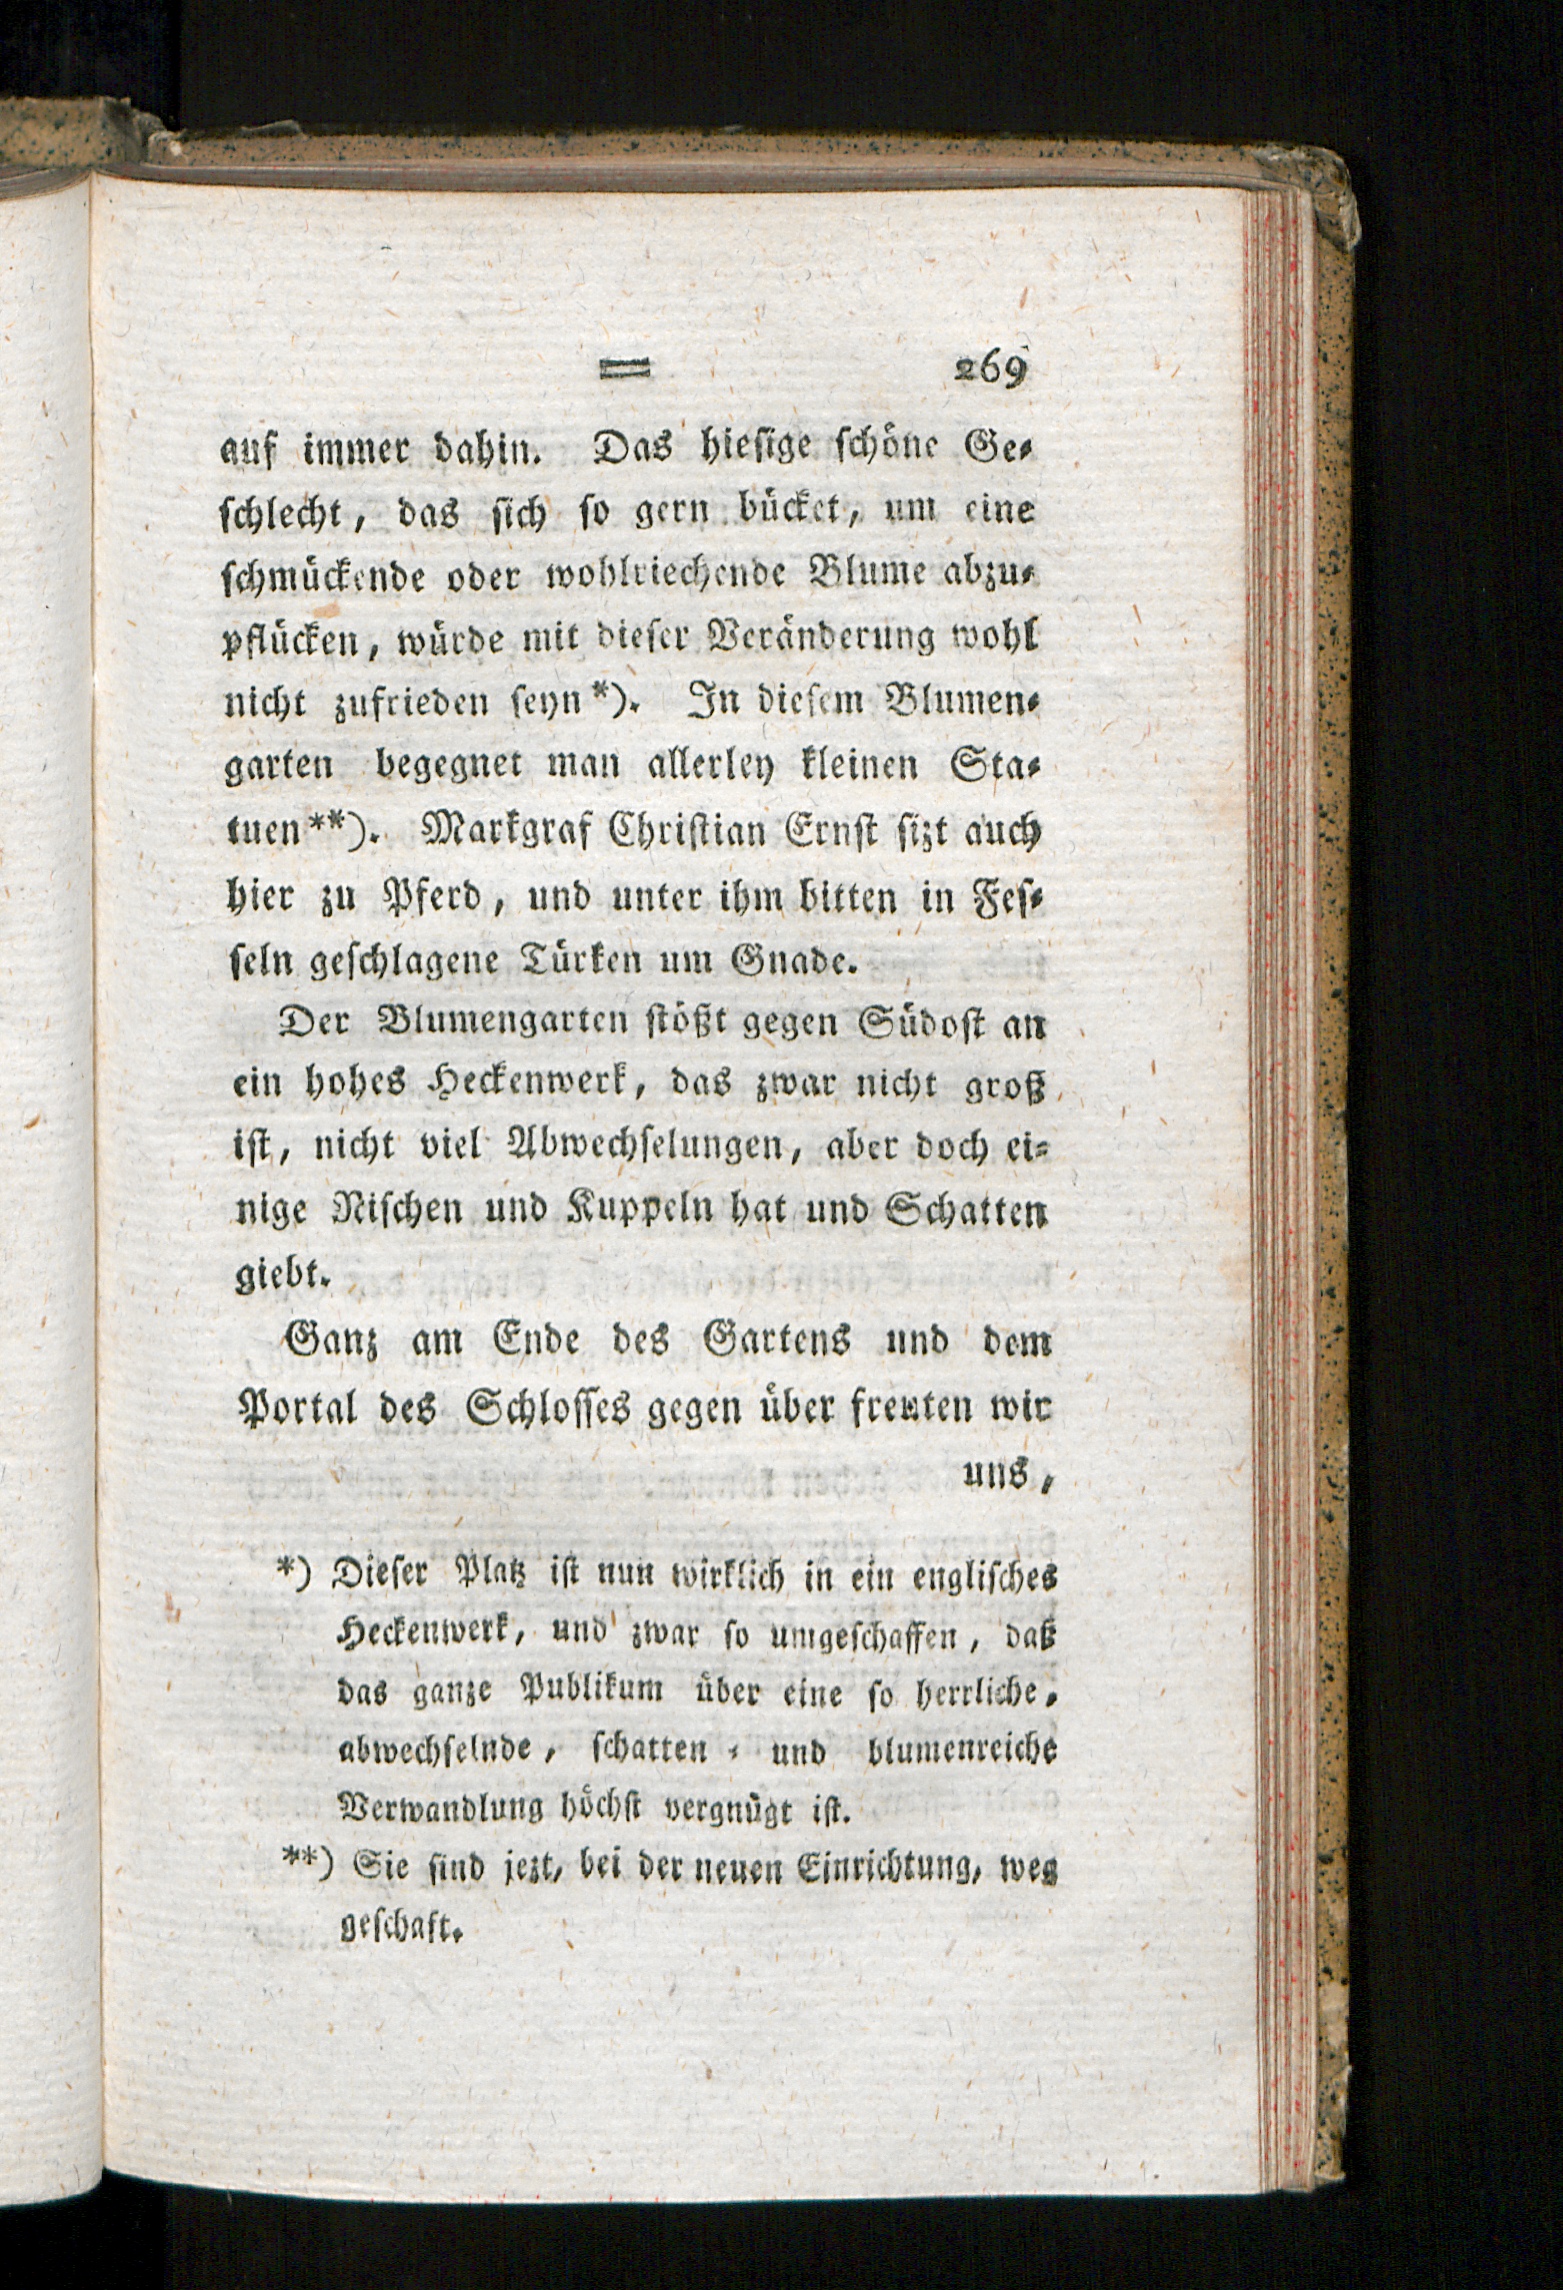 269
auf immer dahin. Das hieſige ſchöne Ge-
ſchlecht, das ſich ſo gern bücket, um eine
ſchmückende oder wohlriechende Blume abzu-
pflücken, würde mit dieſer Veränderung wohl
nicht zufrieden ſeyn*). In dieſem Blumen-
garten begegnet man allerley kleinen Sta-
tuen**). Markgraf Chriſtian Ernſt ſizt auch
hier zu Pferd, und unter ihm bitten in Feſ-
ſeln geſchlagene Türken um Gnade.
Der Blumengarten ſtößt gegen Südoſt an
ein hohes Heckenwerk, das zwar nicht groß
iſt, nicht viel Abwechſelungen, aber doch ei-
nige Niſchen und Kuppeln hat und Schatten
giebt.
Ganz am Ende des Gartens und dem
Portal des Schloſſes gegen über freuten wir
uns,
*) Dieſer Platz iſt nun wirklich in ein engliſches
Heckenwerk, und zwar ſo umgeſchaffen, daß
das ganze Publikum über eine ſo herrliche,
abwechſelnde, ſchatten- und blumenreiche
Verwandlung höchſt vergnügt iſt.
**) Sie ſind jezt, bei der neuen Einrichtung, weg
geſchaft.